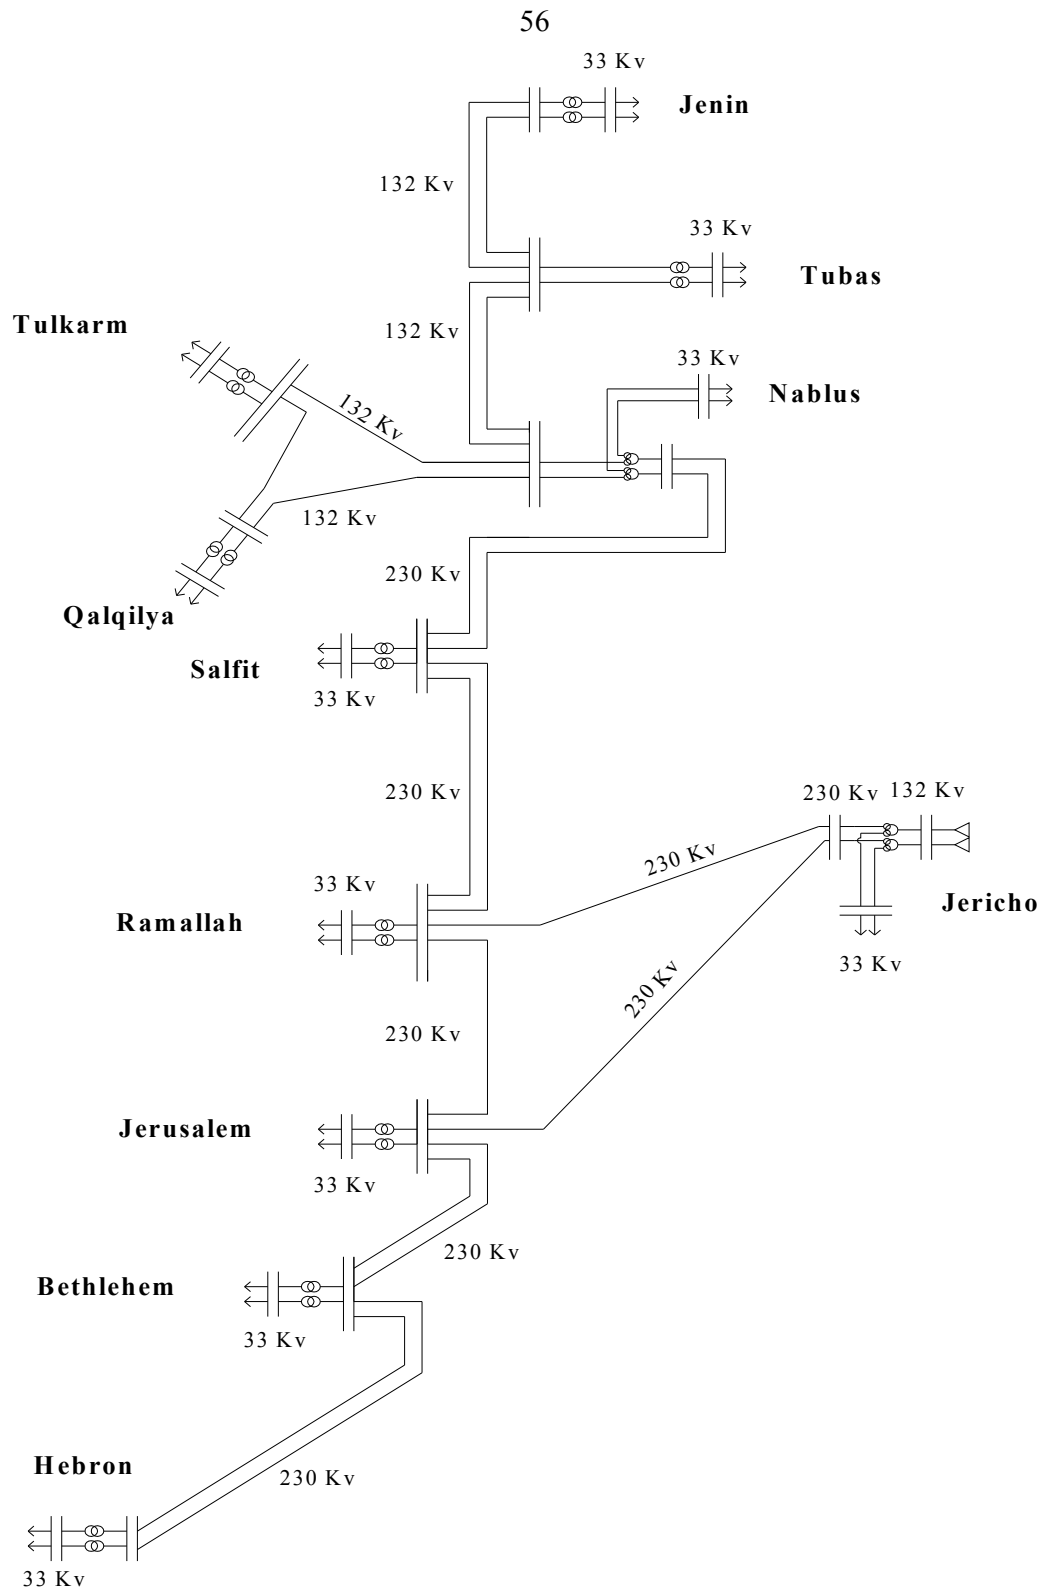 56
33 Kv
Jenin
132 Kv
33 Kv
Tubas
Tulkarm
132 Kv
33 Kv
Nablus
132 Kv
132 Kv
230 Kv
Qalqilya
Salfit
33 Kv
230 Kv
230 Kv
132 Kv
230 Kv
33 Kv
Ramallah
Jericho
33 Kv
230 Kv
230 Kv
Jerusalem
33 Kv
230 Kv
Bethlehem
33 Kv
Hebron
230 Kv
33 Kv